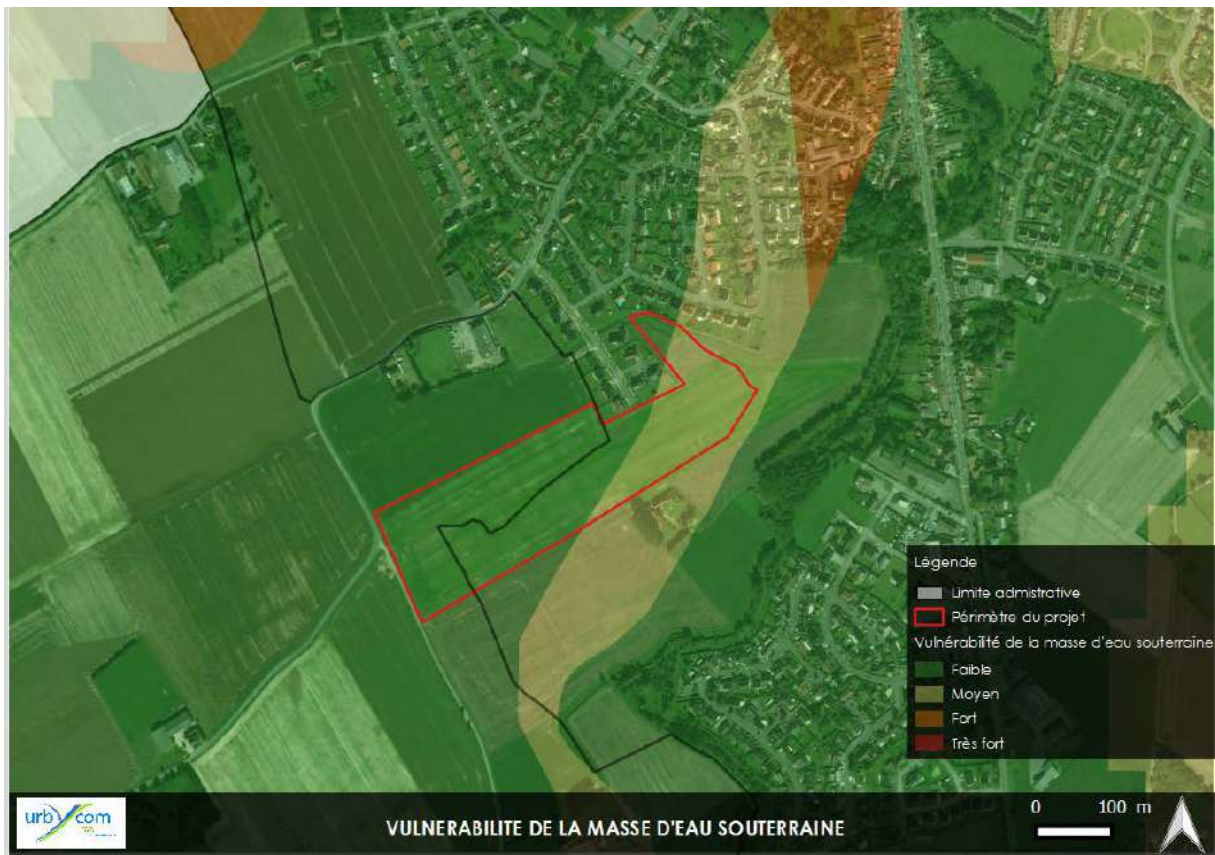 Légende
Limite admistrative
Périmètre du projet
Vulnérabilité de la masse d'eau souterraine
Faible
Moyen
Fort
Très fort
0 100 m
urbycom
VULNERABILITE DE LA MASSE D'EAU SOUTERRAINE